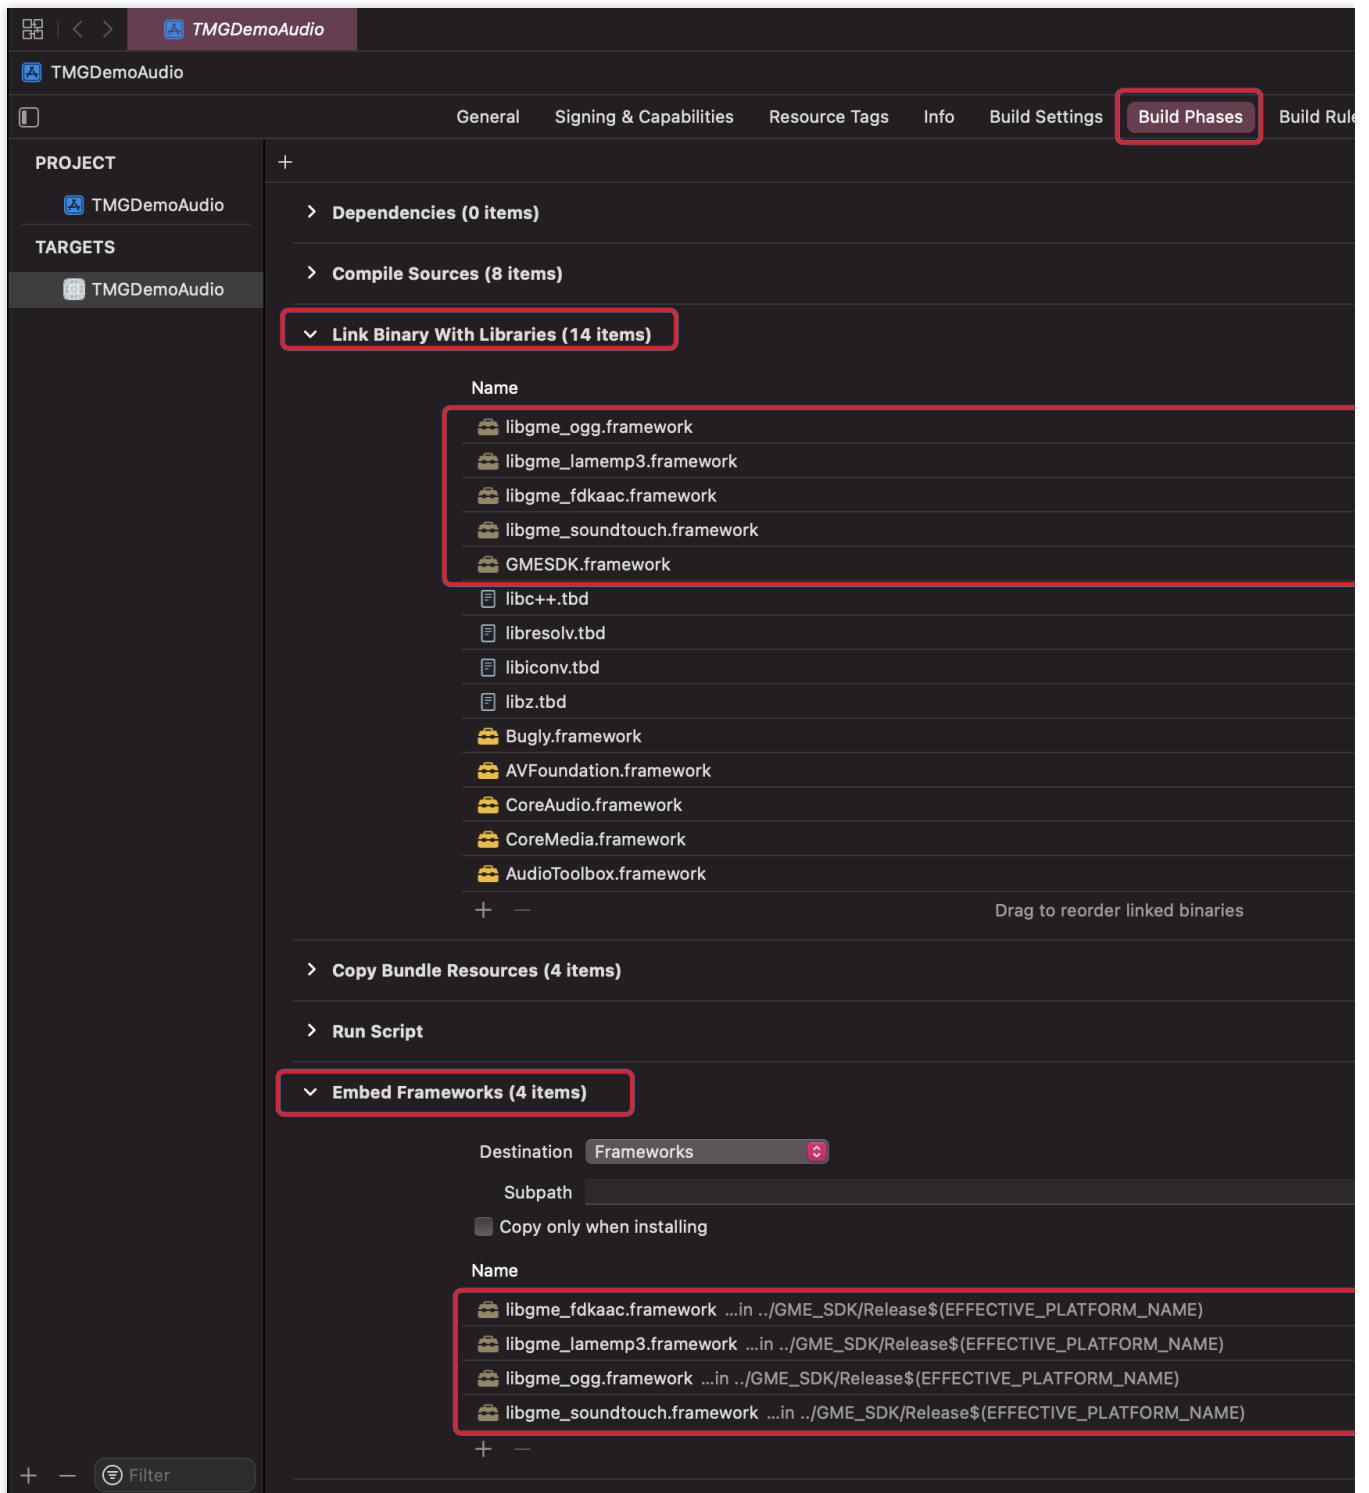 TMGDemoAudio
TMGDemoAudio
General Signing & Capabilities Resource Tags Info Build Settings Build Phases Build Rule
PROJECT
TMGDemoAudio
TARGETS
TMGDemoAudio
Dependencies (0 items)
Compile Sources (8 items)
Link Binary With Libraries (14 items)
Name
libgme_ogg.framework
libgme_lamemp3.framework
libgme_fdkaac.framework
libgme_soundtouch.framework
GMESDK.framework
libc++.tbd
libresolv.tbd
libiconv.tbd
libz.tbd
Bugly.framework
AVFoundation.framework
CoreAudio.framework
CoreMedia.framework
AudioToolbox.framework
Drag to reorder linked binaries
Copy Bundle Resources (4 items)
Run Script
Embed Frameworks (4 items)
Destination Frameworks
Subpath
Copy only when installing
Name
libgme_fdkaac.framework ...in ../GME_SDK/Release$(EFFECTIVE_PLATFORM_NAME)
libgme_lamemp3.framework ...in ../GME_SDK/Release$(EFFECTIVE_PLATFORM_NAME)
libgme_ogg.framework ...in ../GME_SDK/Release$(EFFECTIVE_PLATFORM_NAME)
libgme_soundtouch.framework ...in ../GME_SDK/Release$(EFFECTIVE_PLATFORM_NAME)
Filter